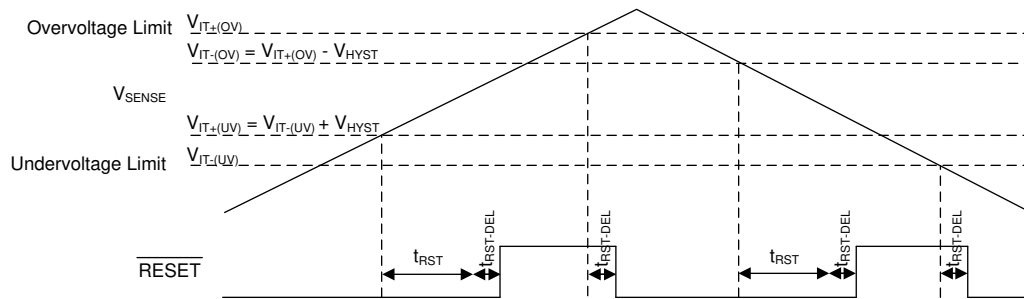 Overvoltage Limit V_IT+(OV)
V_IT-(OV) = V_IT+(OV) - V_HYST
V_SENSE
V_IT+(UV) = V_IT-(UV) + V_HYST
Undervoltage Limit V_IT-(UV)
RESET
t_RST
t_RST-DEL
t_RST-DEL
t_RST
t_RST-DEL
t_RST-DEL